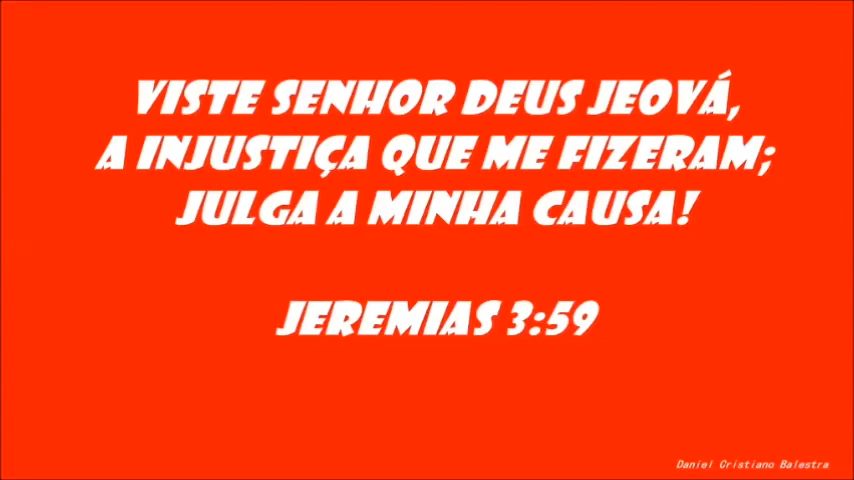 VISTE SENHOR DEUS JEOVÁ,
A INJUSTIÇA QUE ME FIZERAM;
JULGA A MINHA CAUSA!
JEREMIAS 3:59
Daniel Cristiano Balestra